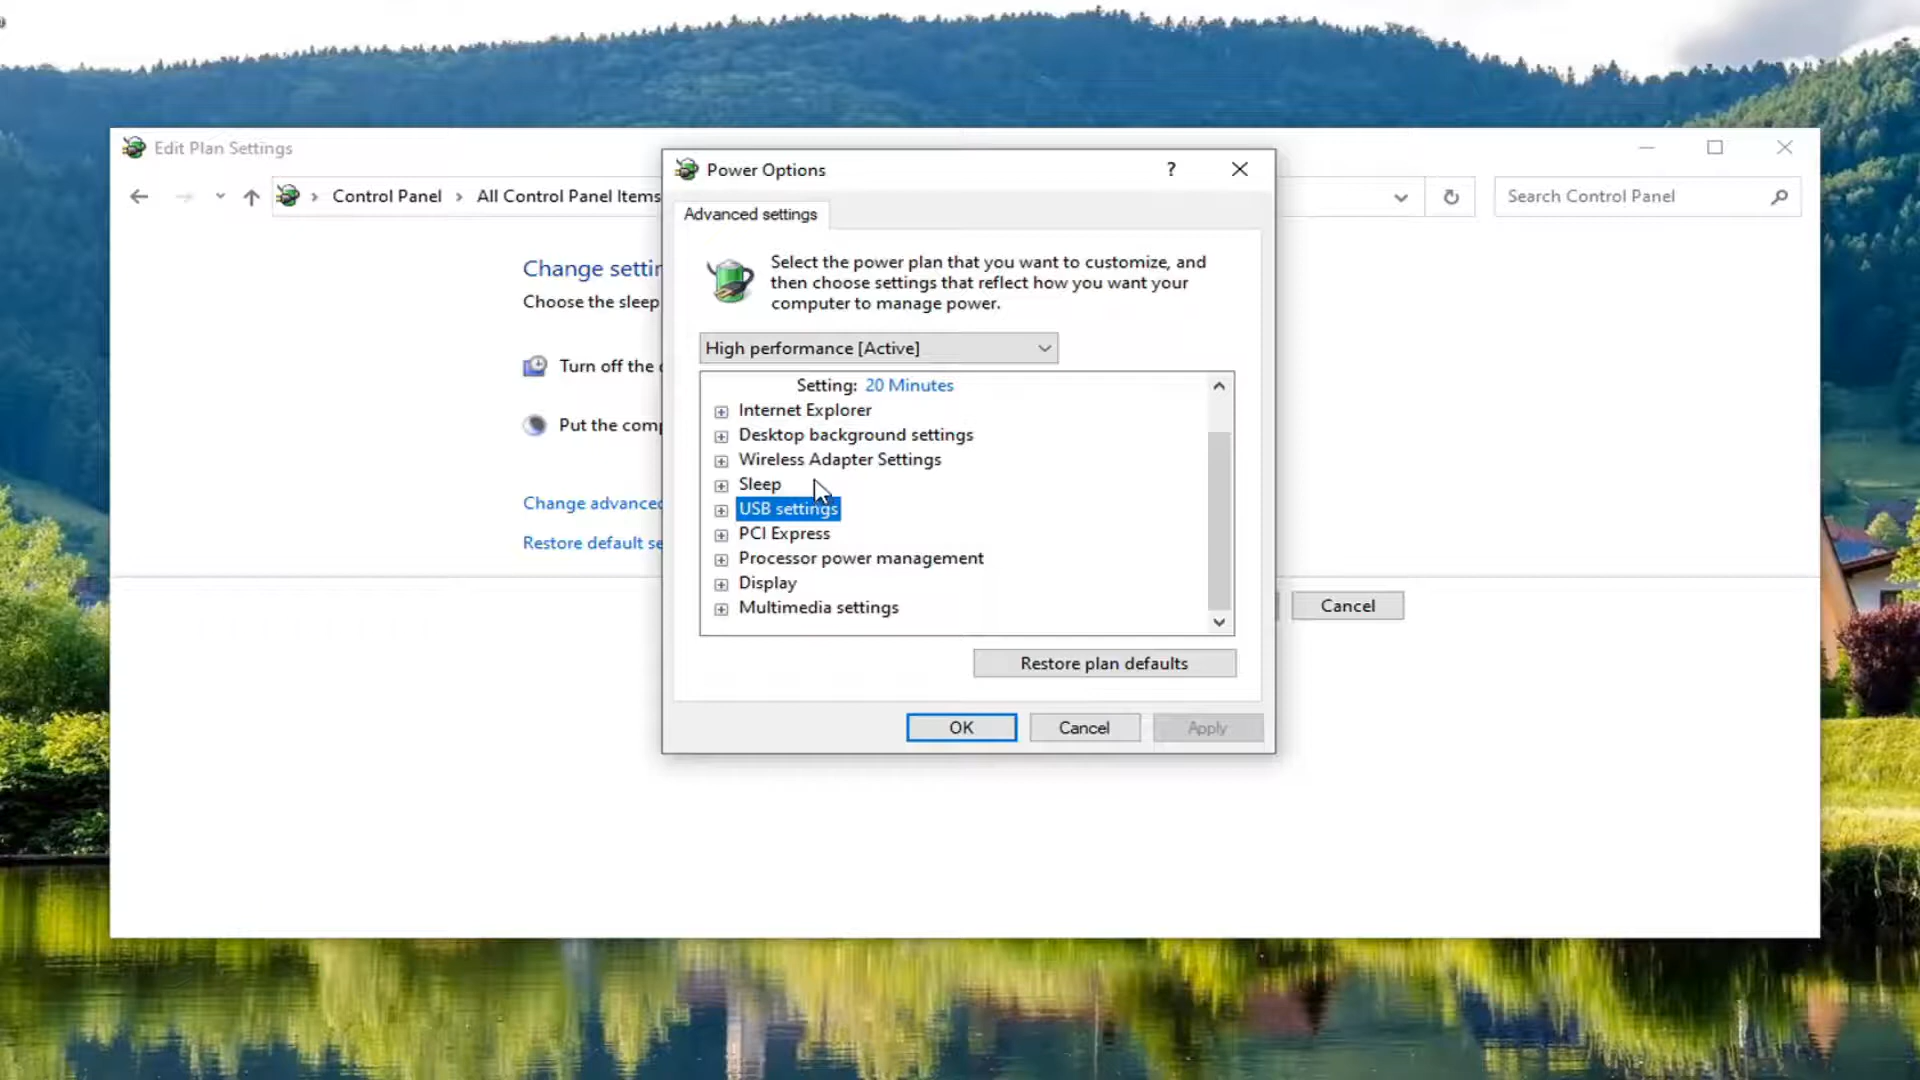 Edit Plan Settings
Control Panel
All Control Panel Items
Search Control Panel
Change settin
Choose the sleep
Turn off the
Put the comp
Change advanced
Restore default se
Cancel
Power Options
?
Advanced settings
Select the power plan that you want to customize, and
then choose settings that reflect how you want your
computer to manage power.
High performance [Active]
Setting: 20 Minutes
Internet Explorer
Desktop background settings
Wireless Adapter Settings
Sleep
USB settings
PCI Express
Processor power management
Display
Multimedia settings
Restore plan defaults
OK
Cancel
Apply